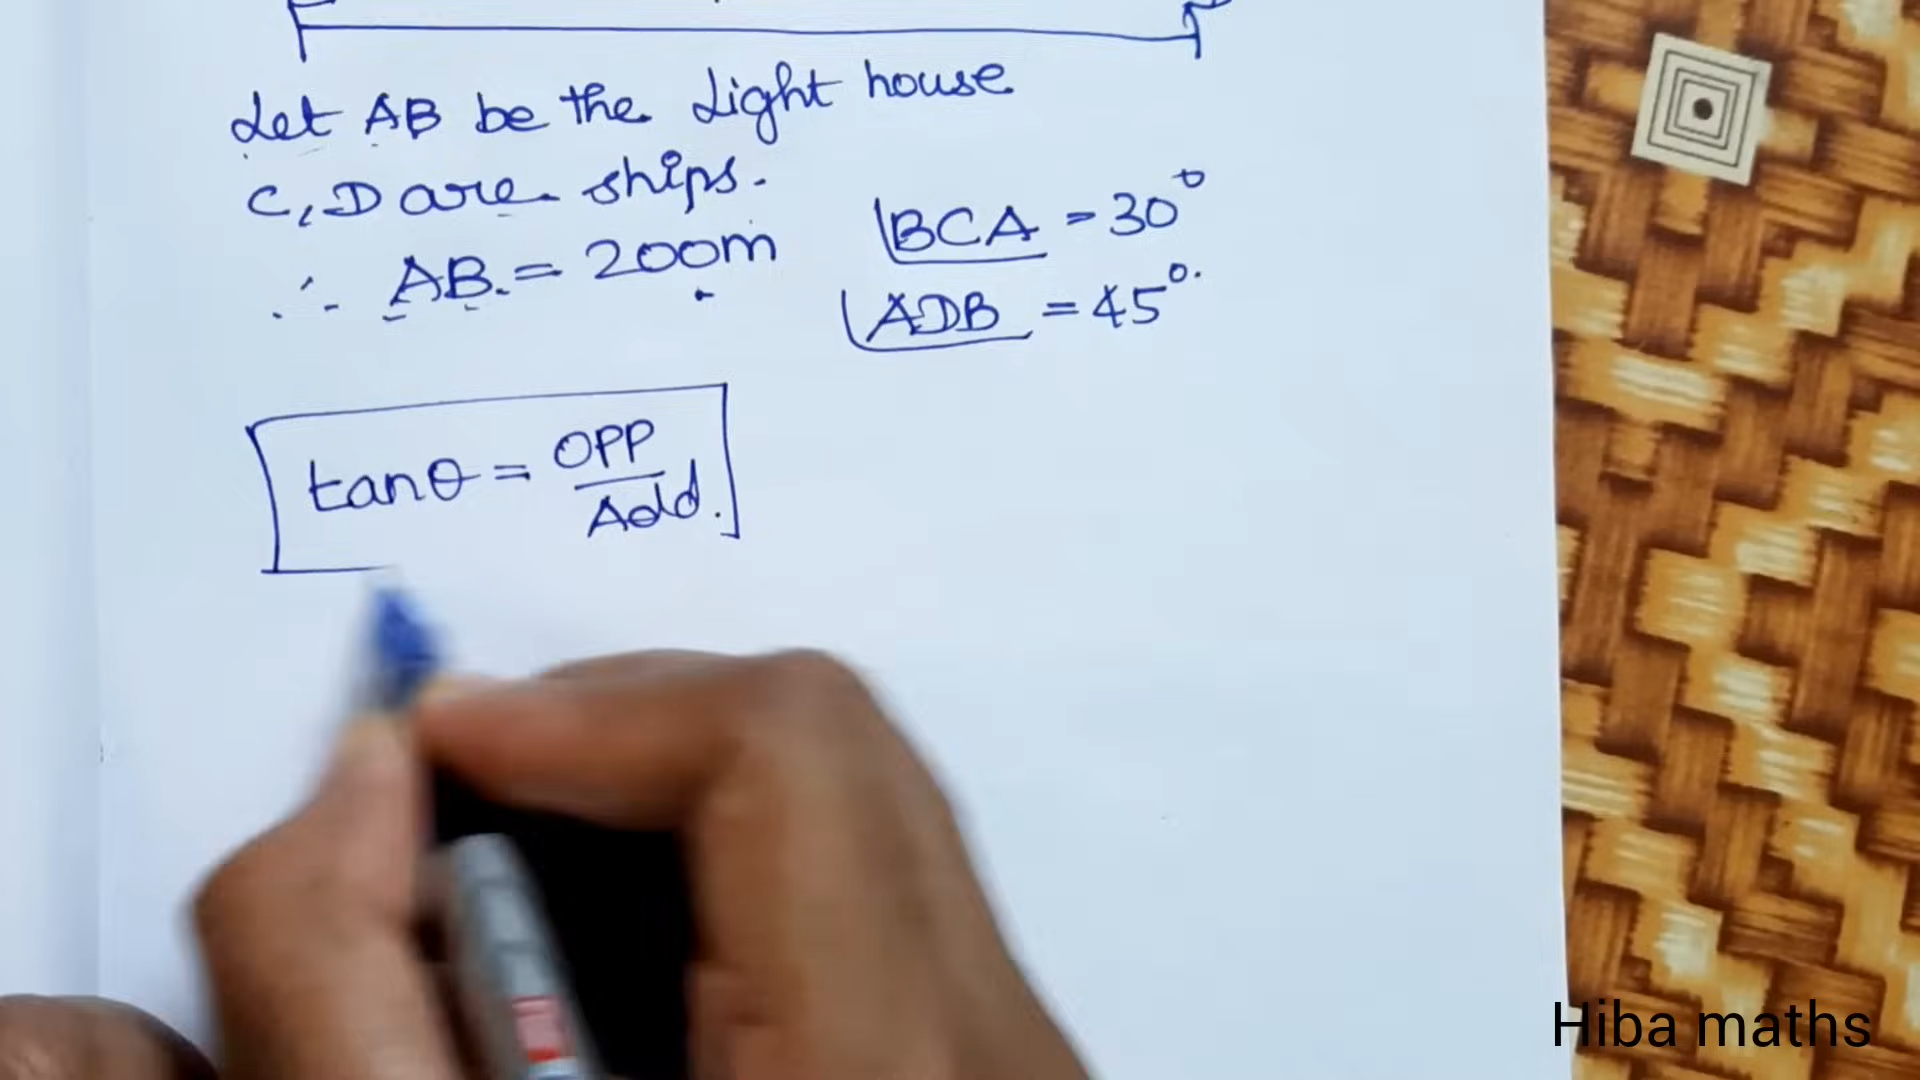 Let AB be the Light house
C, D are ships.
∴ AB = 200m
BCA = 30°
ADB = 45°.
tanθ = OPP / Add.
Hiba maths